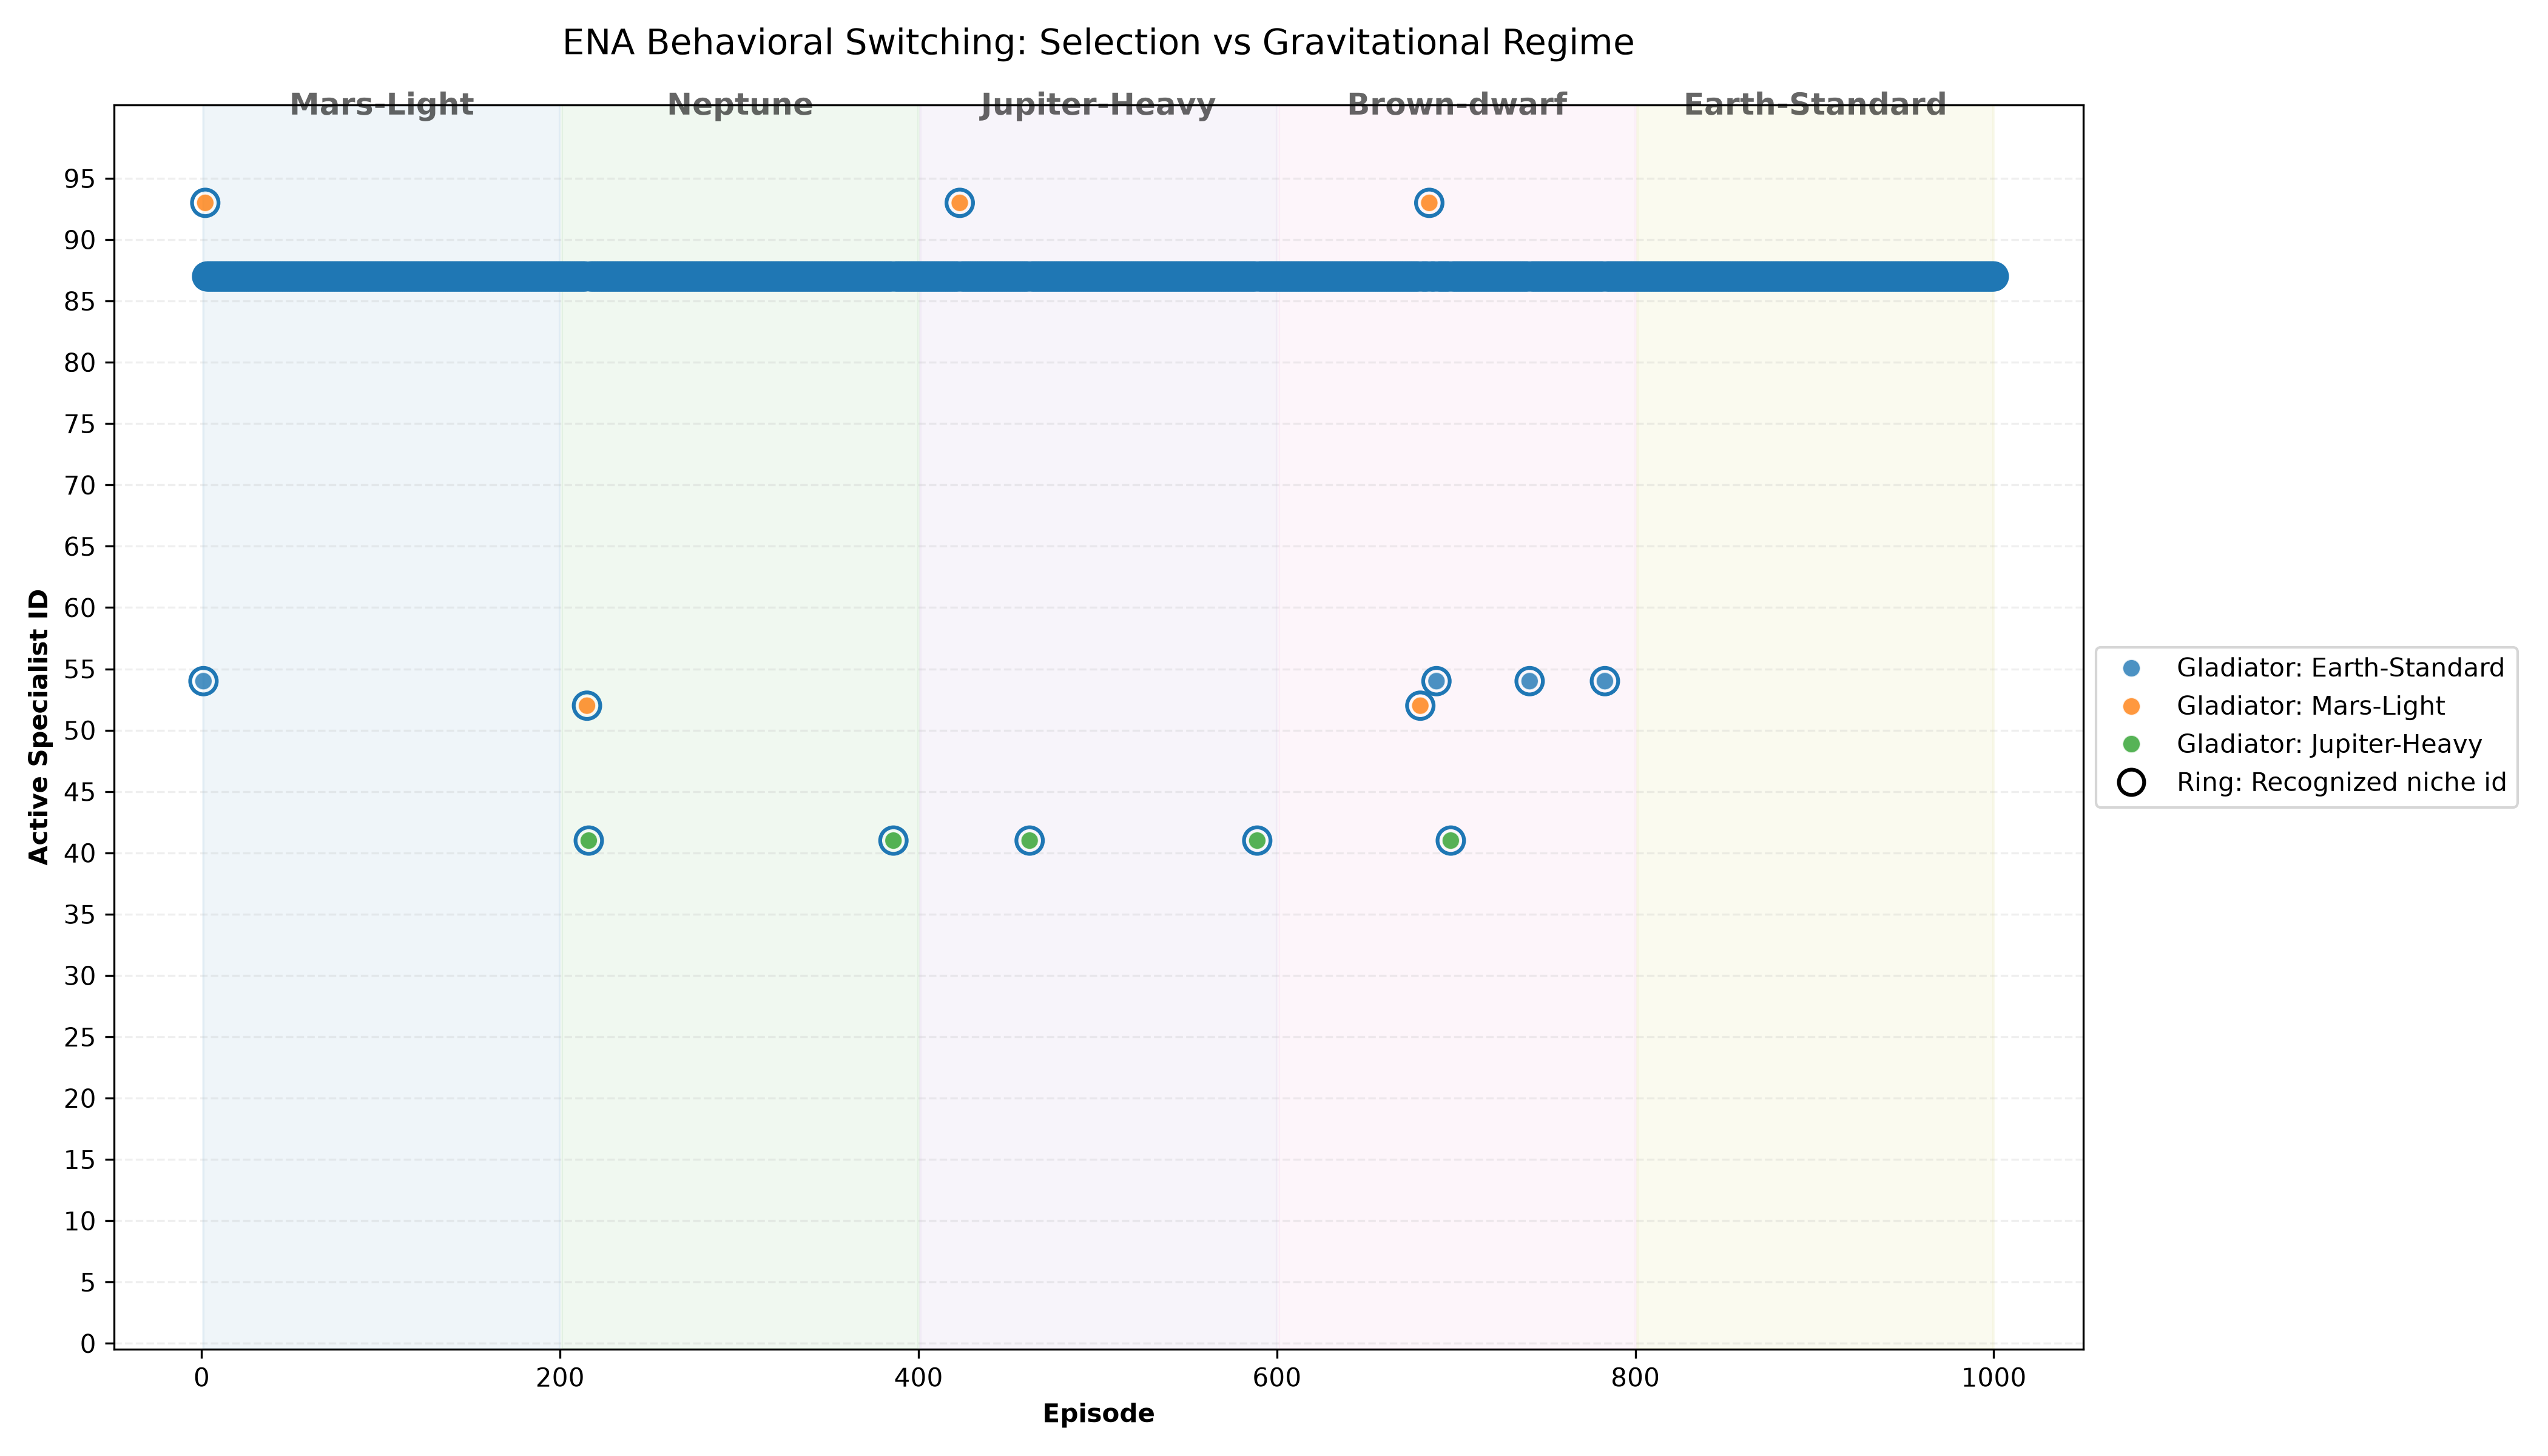 ENA Behavioral Switching: Selection vs Gravitational Regime
Mars-Light
Neptune
Jupiter-Heavy
Brown-dwarf
Earth-Standard
Active Specialist ID
95
90
85
80
75
70
65
60
55
50
45
40
35
30
25
20
15
10
5
0
0
200
400
600
800
1000
Episode
Gladiator: Earth-Standard
Gladiator: Mars-Light
Gladiator: Jupiter-Heavy
Ring: Recognized niche id